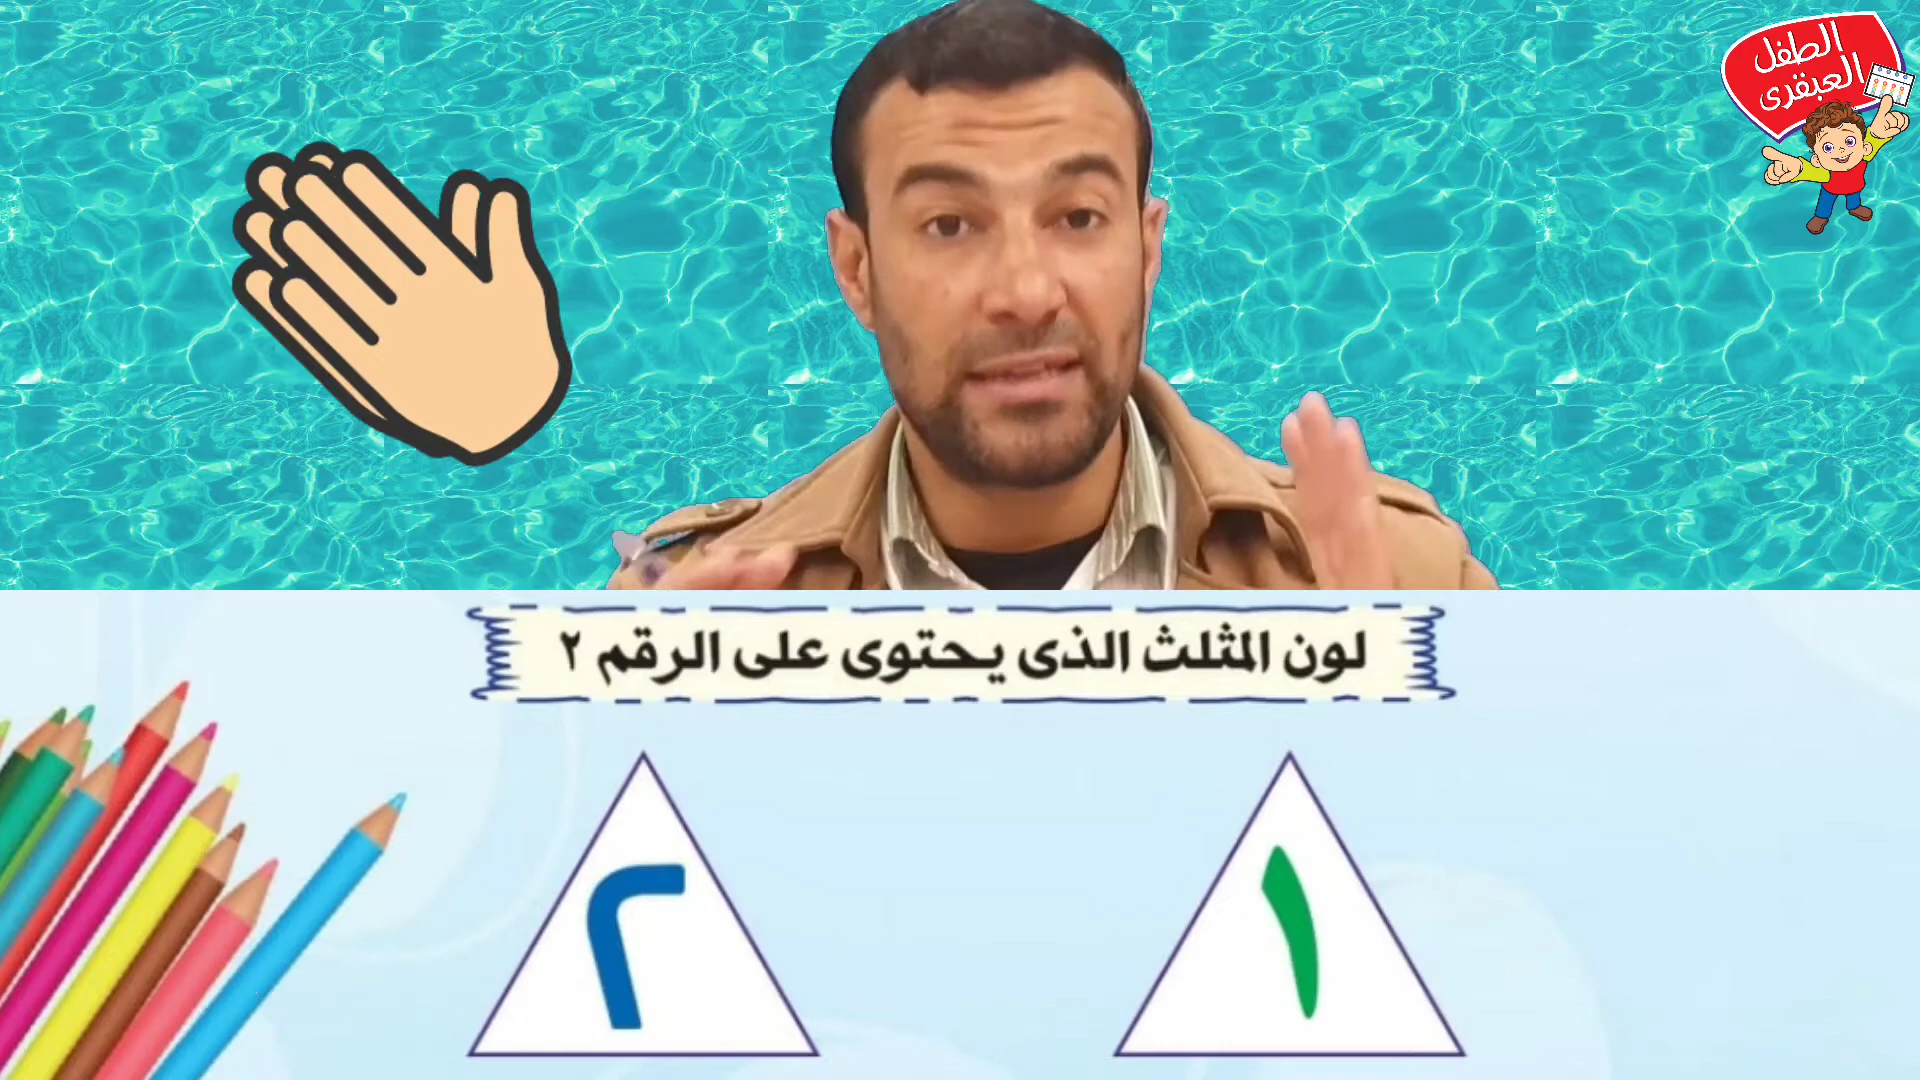 الطفل
العبقرى
لون المثلث الذى يحتوى على الرقم ٢
١
٢